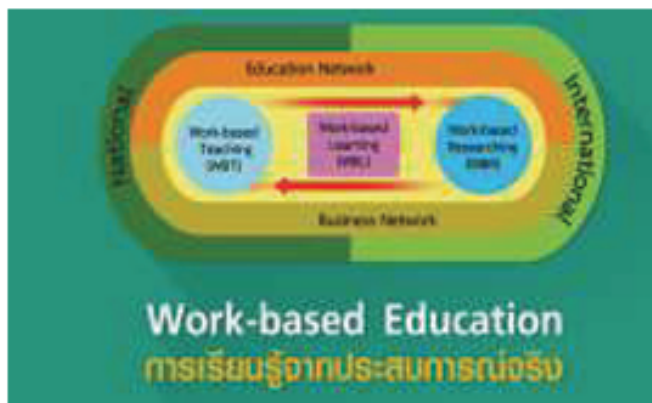 Education Network
National
International
Work-based
Teaching
(WBT)
Work-based
Learning
(WBL)
Work-based
Researching
(WBR)
Business Network
Work-based Education
การเรียนรู้จากประสบการณ์จริง